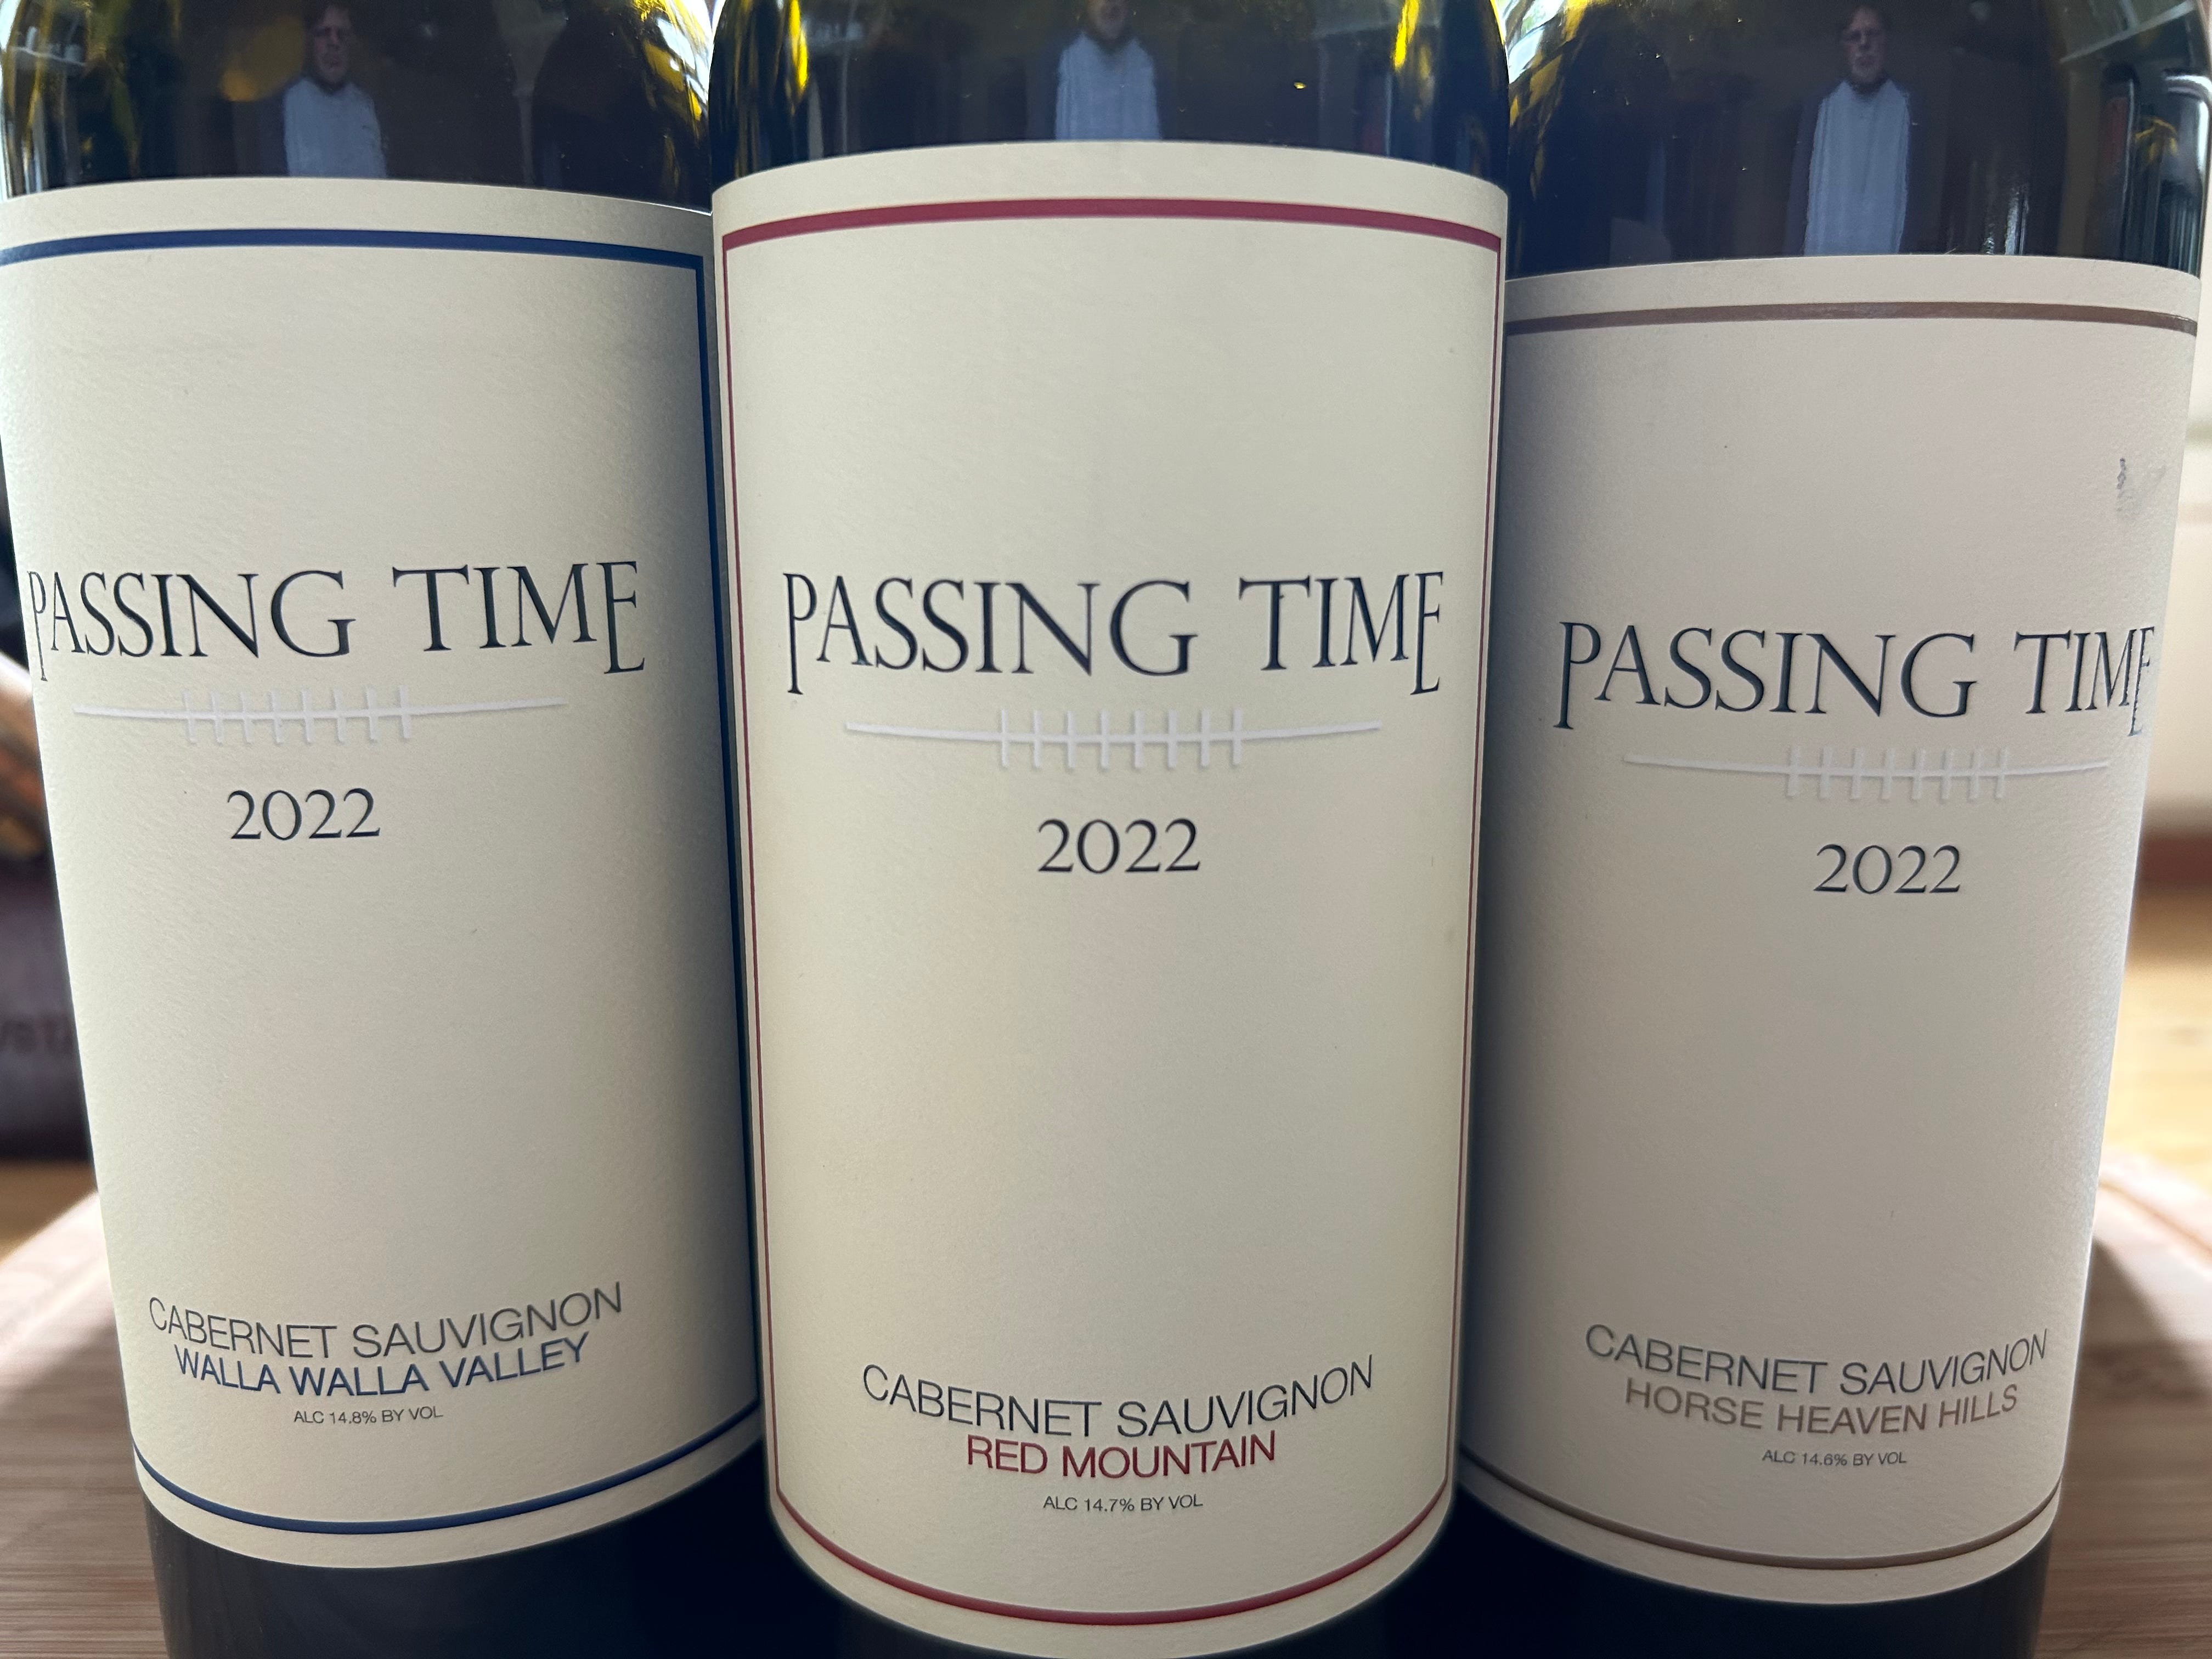 PASSING TIME
2022
CABERNET SAUVIGNON
WALLA WALLA VALLEY
ALC 14.8% BY VOL
PASSING TIME
2022
CABERNET SAUVIGNON
RED MOUNTAIN
ALC 14.7% BY VOL
PASSING TIME
2022
CABERNET SAUVIGNON
HORSE HEAVEN HILLS
ALC 14.6% BY VOL